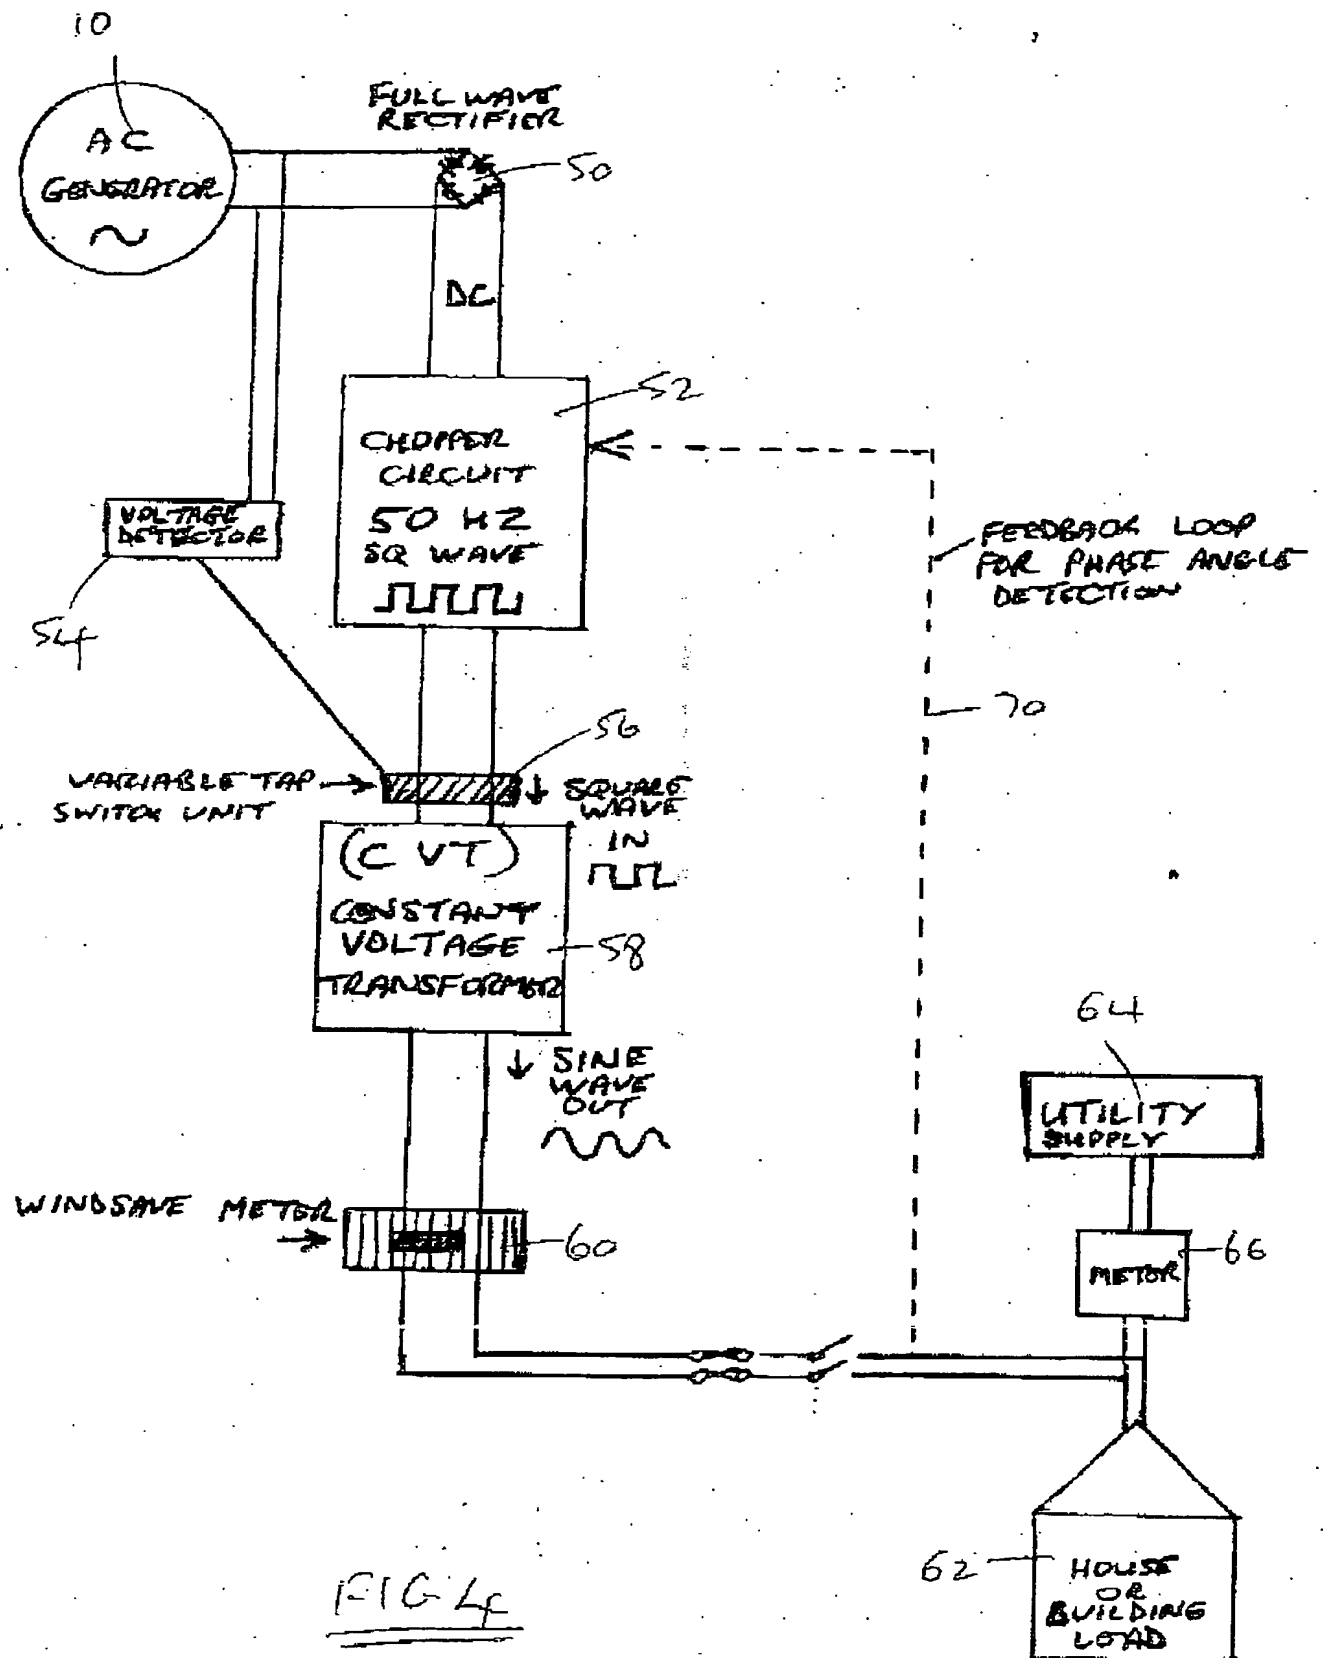 10
AC
GENERATOR
FULL WAVE
RECTIFIER
50
DC
52
CHOPPER
CIRCUIT
50 HZ
SQ WAVE
VOLTAGE
DETECTOR
54
FEEDBACK LOOP
FOR PHASE ANGLE
DETECTION
70
56
VARIABLE TAP
SWITCH UNIT
SQUARE
WAVE
IN
(CVT)
CONSTANT
VOLTAGE
TRANSFORMER
58
SINE
WAVE
OUT
64
UTILITY
SUPPLY
WINDSAVE METER
60
METER
66
62
HOUSE
OR
BUILDING
LOAD
FIG 4